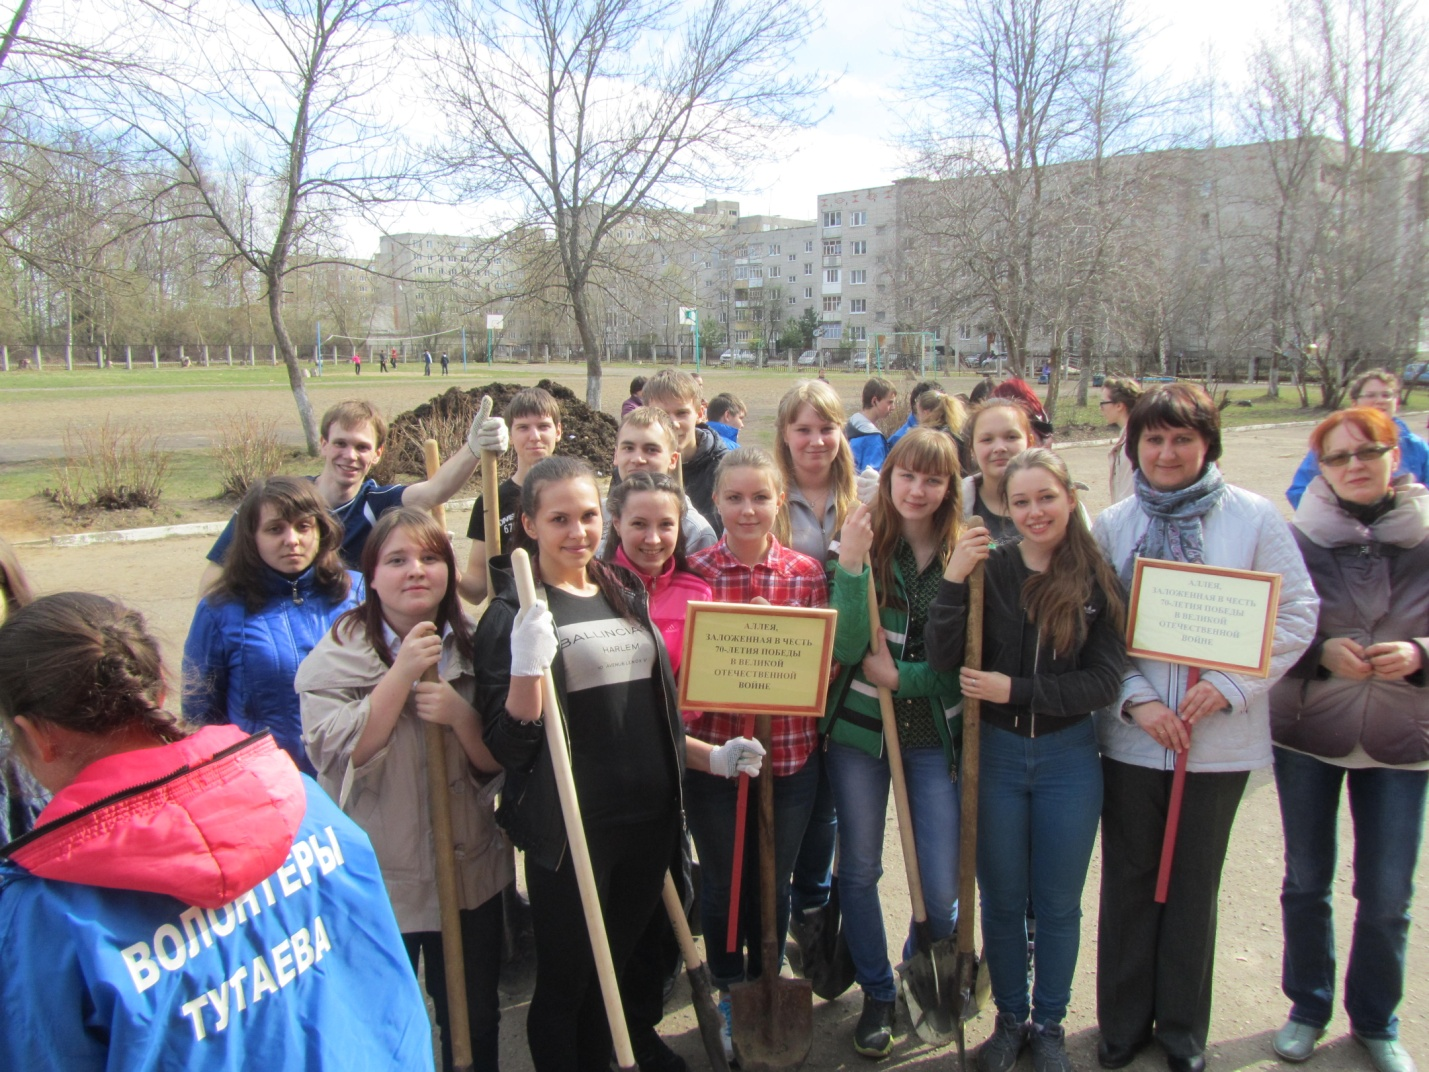 АЛЛЕЯ,
ЗАЛОЖЕННАЯ В ЧЕСТЬ
70-ЛЕТИЯ ПОБЕДЫ
В ВЕЛИКОЙ
ОТЕЧЕСТВЕННОЙ
ВОЙНЕ
АЛЛЕЯ,
ЗАЛОЖЕННАЯ В ЧЕСТЬ
70-ЛЕТИЯ ПОБЕДЫ
В ВЕЛИКОЙ
ОТЕЧЕСТВЕННОЙ
ВОЙНЕ
HARLEM
ВОЛОНТЕРЫ
ТУТАЕВА